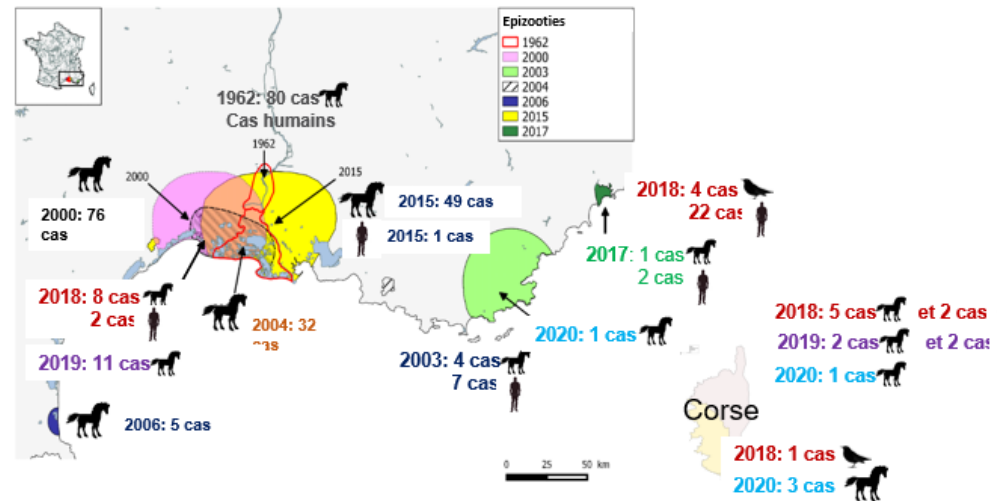 Epizooties
1962
2000
2003
2004
2006
2015
2017
1962: 80 cas
Cas humains
1962
2000
2015
2000: 76
cas
2015: 49 cas
2015: 1 cas
2018: 4 cas
22 cas
2017: 1 cas
2 cas
2018: 8 cas
2 cas
2004: 32
cas
2019: 11 cas
2006: 5 cas
2003: 4 cas
7 cas
2020: 1 cas
2018: 5 cas et 2 cas
2019: 2 cas et 2 cas
2020: 1 cas
Corse
2018: 1 cas
2020: 3 cas
0 25 50 km